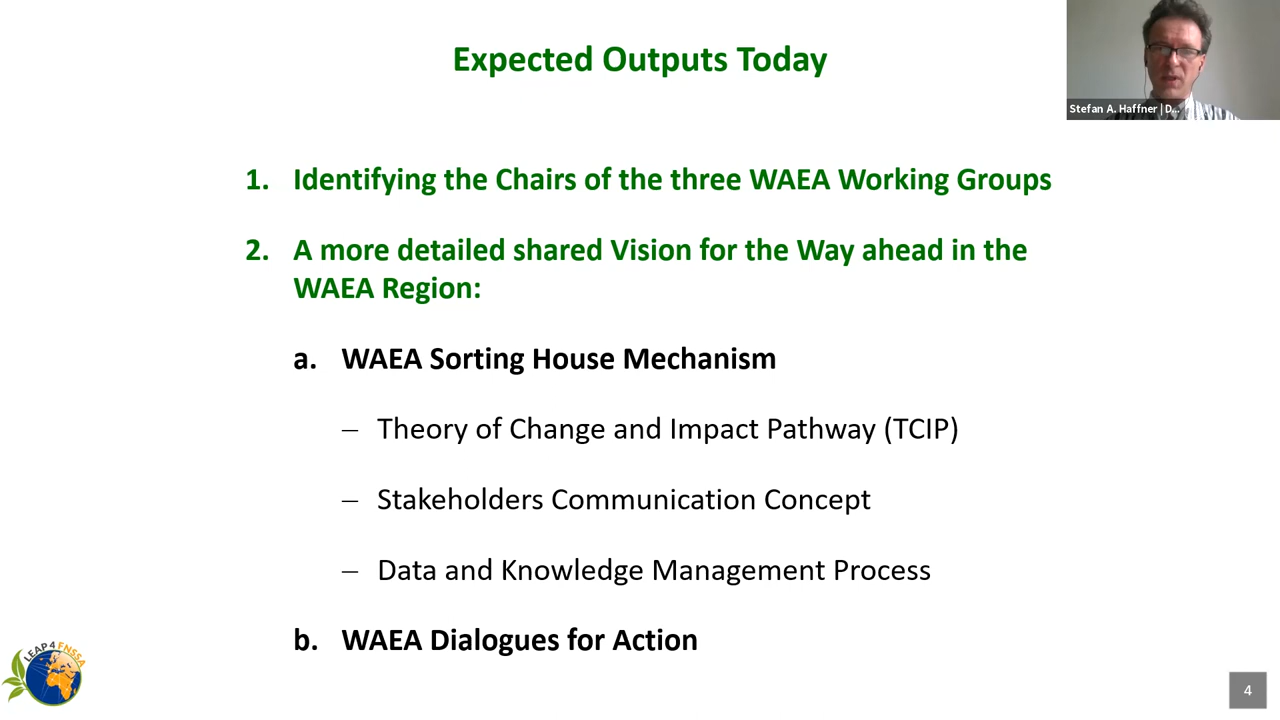 Expected Outputs Today
Stefan A. Haffner | D...
1. Identifying the Chairs of the three WAEA Working Groups
2. A more detailed shared Vision for the Way ahead in the
WAEA Region:
a. WAEA Sorting House Mechanism
– Theory of Change and Impact Pathway (TCIP)
– Stakeholders Communication Concept
– Data and Knowledge Management Process
b. WAEA Dialogues for Action
LEAP4FNSSA
4